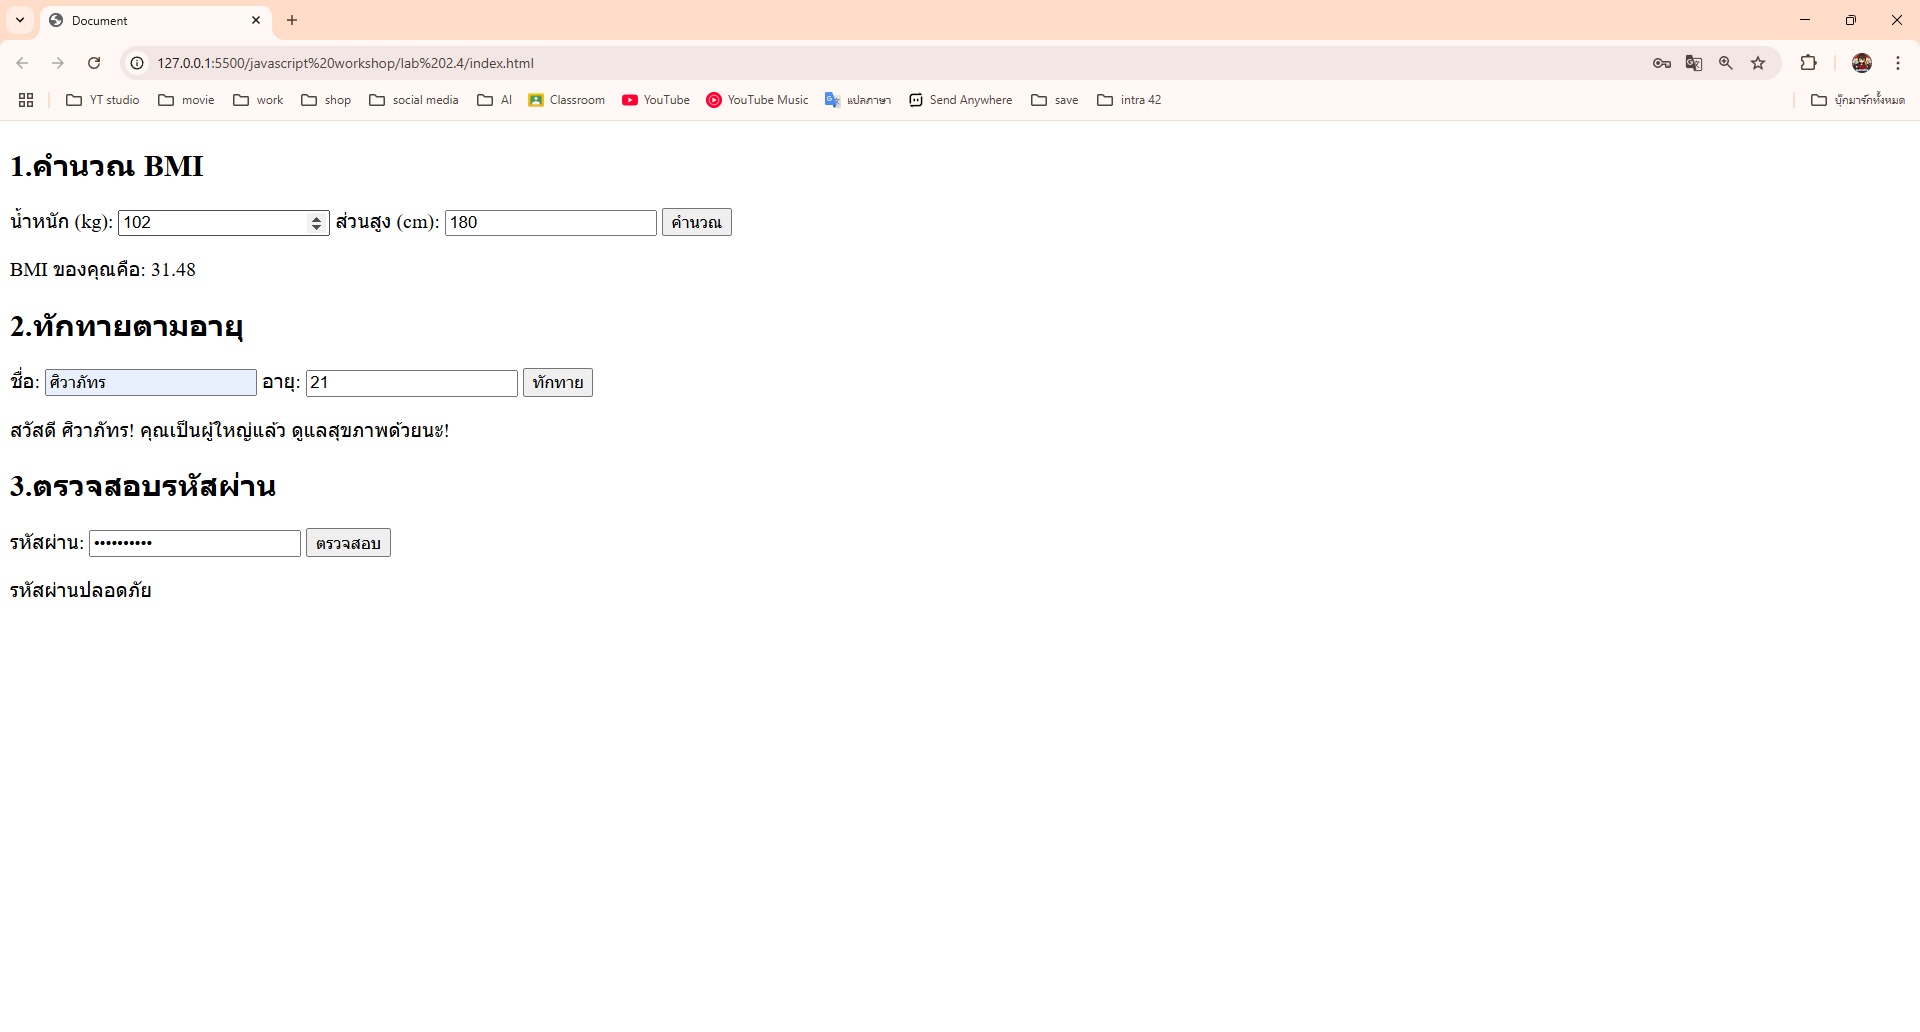 Document
127.0.0.1:5500/javascript%20workshop/lab%202.4/index.html
YT studio movie work shop social media AI Classroom YouTube YouTube Music แปลภาษา Send Anywhere save intra 42 บุ๊กมาร์กทั้งหมด
1.คำนวณ BMI
น้ำหนัก (kg): 102 ส่วนสูง (cm): 180 คำนวณ
BMI ของคุณคือ: 31.48
2.ทักทายตามอายุ
ชื่อ: ศิวาภัทร อายุ: 21 ทักทาย
สวัสดี ศิวาภัทร! คุณเป็นผู้ใหญ่แล้ว ดูแลสุขภาพด้วยนะ!
3.ตรวจสอบรหัสผ่าน
รหัสผ่าน: •••••••••• ตรวจสอบ
รหัสผ่านปลอดภัย